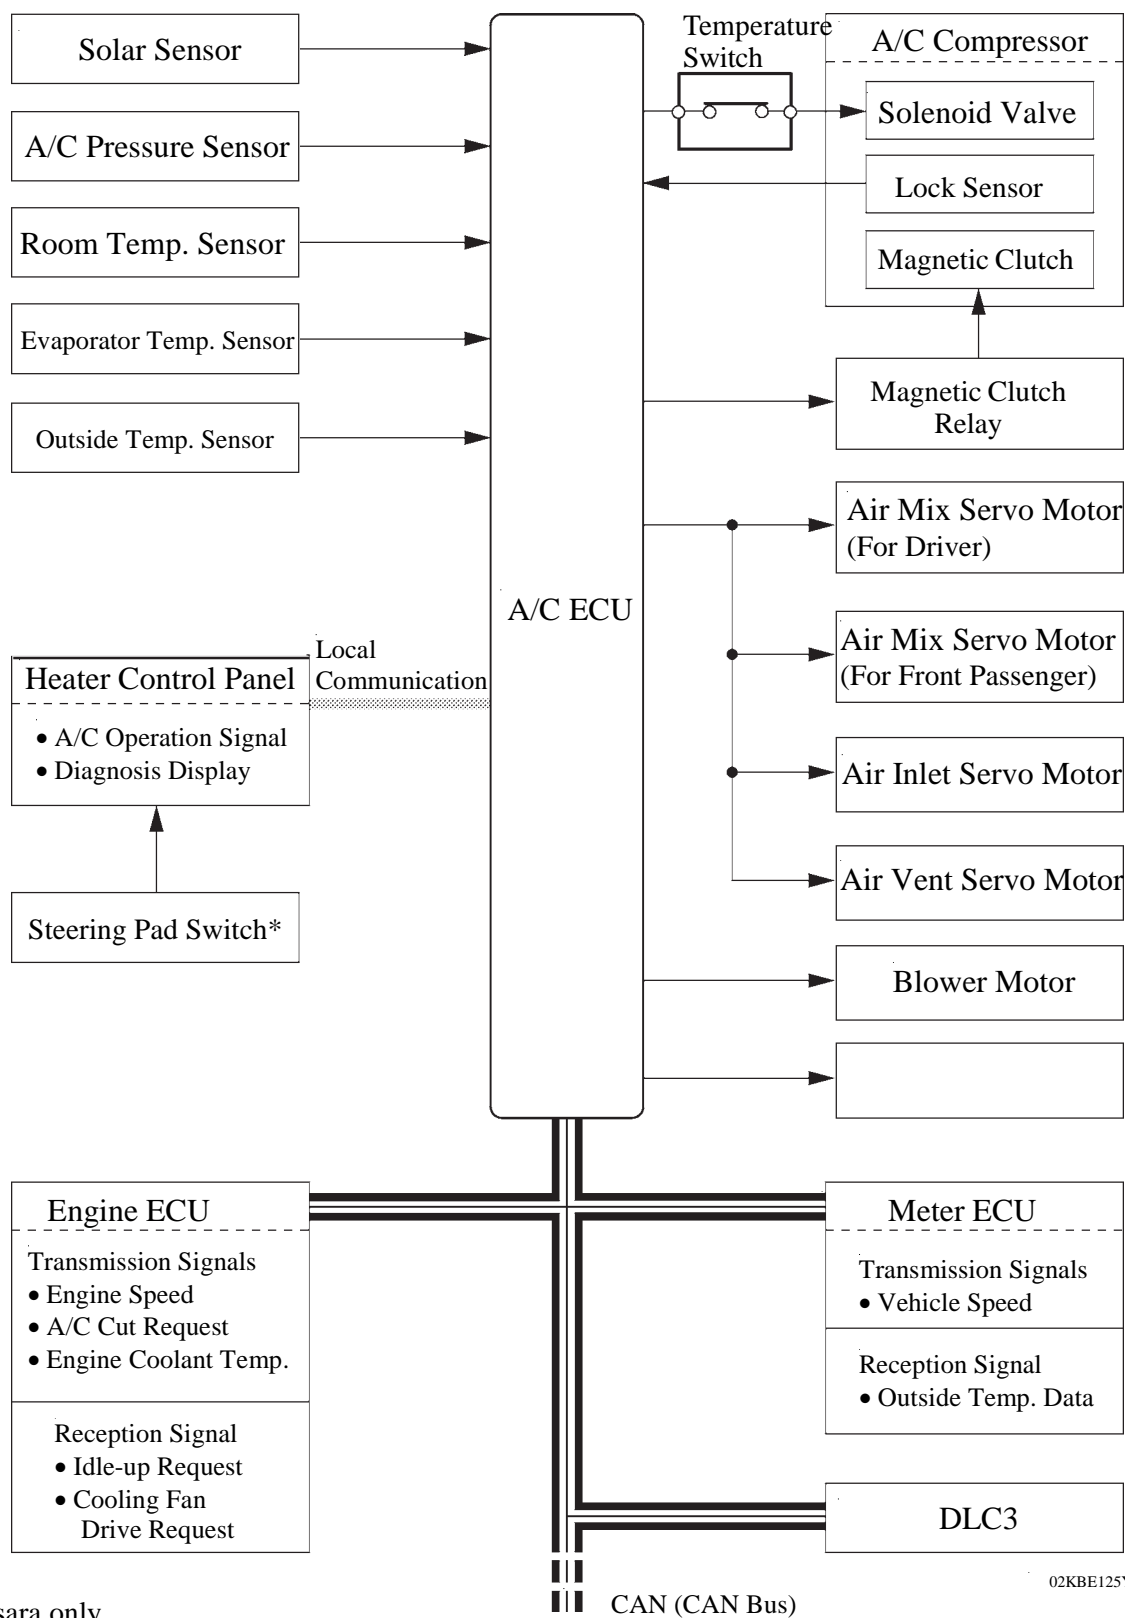 Solar Sensor
A/C Pressure Sensor
Room Temp. Sensor
Evaporator Temp. Sensor
Outside Temp. Sensor
Temperature
Switch
A/C Compressor
Solenoid Valve
Lock Sensor
Magnetic Clutch
Magnetic Clutch
Relay
Air Mix Servo Motor
(For Driver)
A/C ECU
Air Mix Servo Motor
(For Front Passenger)
Local
Communication
Heater Control Panel
• A/C Operation Signal
• Diagnosis Display
Air Inlet Servo Motor
Air Vent Servo Motor
Steering Pad Switch*
Blower Motor
Engine ECU
Transmission Signals
• Engine Speed
• A/C Cut Request
• Engine Coolant Temp.
Reception Signal
• Idle-up Request
• Cooling Fan
Drive Request
Meter ECU
Transmission Signals
• Vehicle Speed
Reception Signal
• Outside Temp. Data
DLC3
02KBE125
CAN (CAN Bus)
only